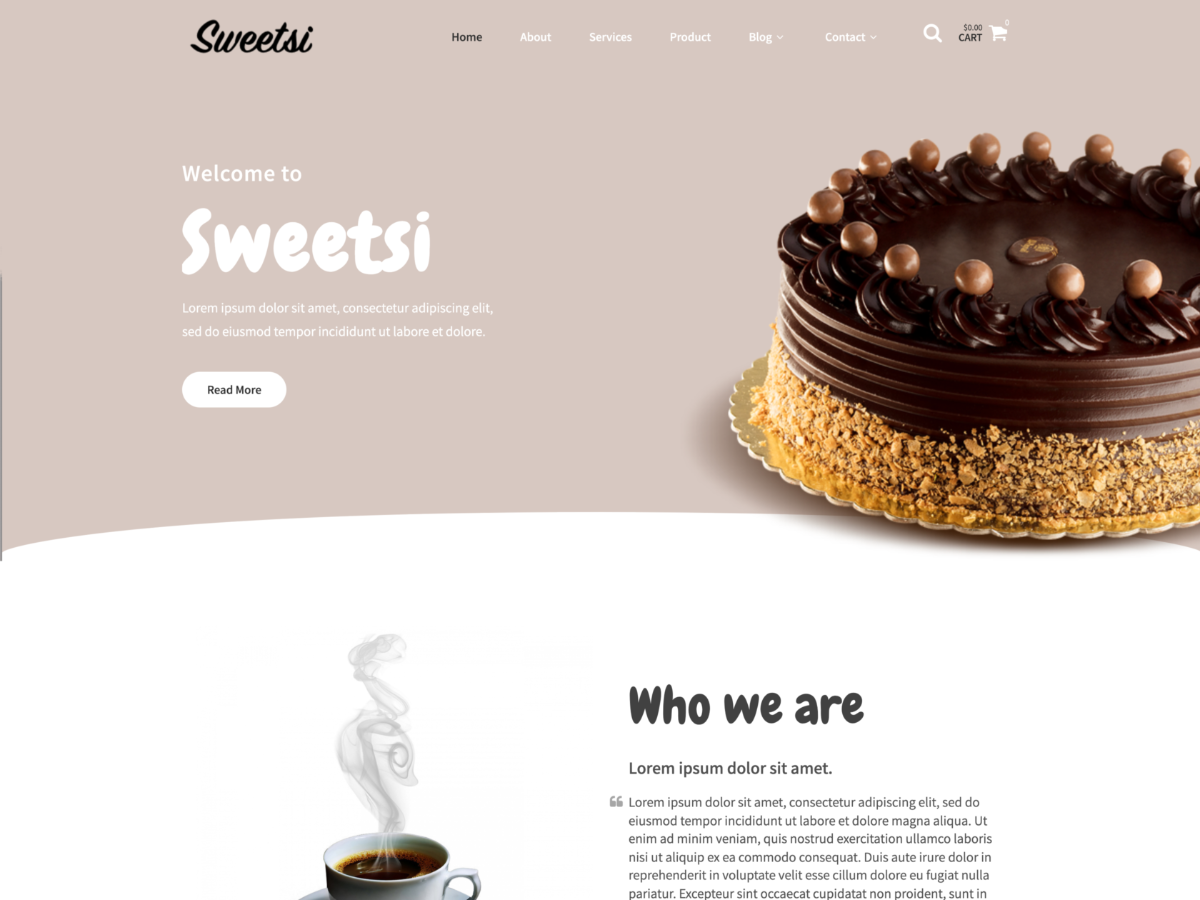 Sweetsi
Home About Services Product Blog Contact
$0.00
CART
0
Welcome to
Sweetsi
Lorem ipsum dolor sit amet, consectetur adipiscing elit,
sed do eiusmod tempor incididunt ut labore et dolore.
Read More
Who we are
Lorem ipsum dolor sit amet.
Lorem ipsum dolor sit amet, consectetur adipiscing elit, sed do
eiusmod tempor incididunt ut labore et dolore magna aliqua. Ut
enim ad minim veniam, quis nostrud exercitation ullamco laboris
nisi ut aliquip ex ea commodo consequat. Duis aute irure dolor in
reprehenderit in voluptate velit esse cillum dolore eu fugiat nulla
pariatur. Excepteur sint occaecat cupidatat non proident, sunt in